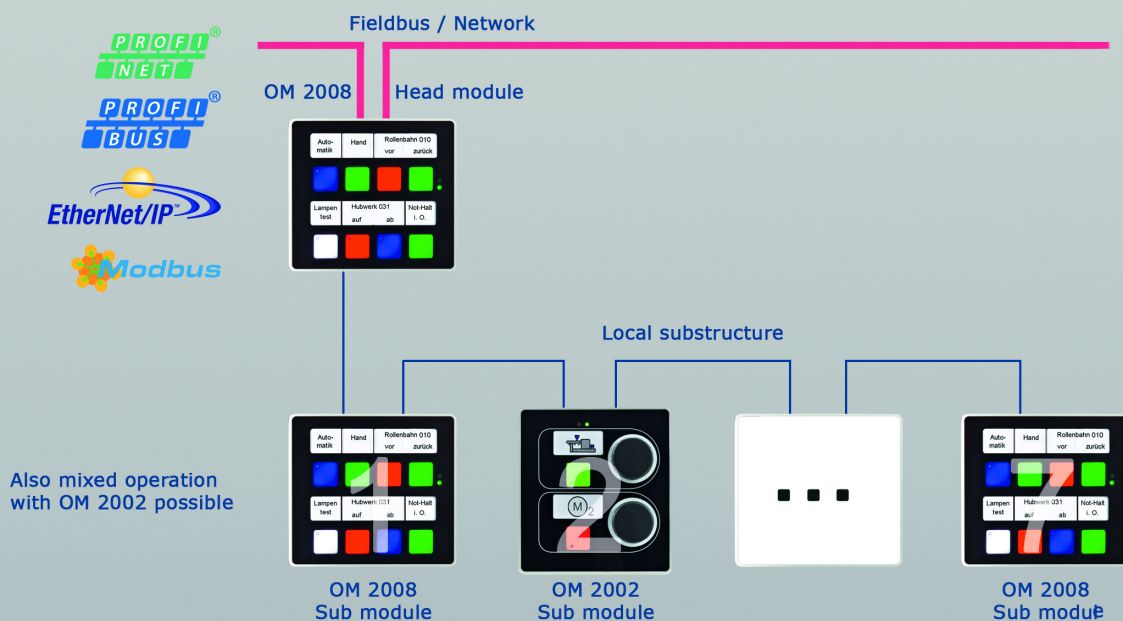 Fieldbus / Network
PROFI®
NET
OM 2008
Head module
PROFI®
BUS
EtherNet/IP™
Modbus
Auto-
matik
Hand
Rollenbahn 010
vor
zurück
Lampen
test
Hubwerk 031
auf
ab
Not-Halt
i. O.
Local substructure
Also mixed operation
with OM 2002 possible
Auto-
matik
Hand
Rollenbahn 010
vor
zurück
Lampen
test
Hubwerk 031
auf
ab
Not-Halt
i. O.
1
M 2
2
Auto-
matik
Hand
Rollenbahn 010
vor
zurück
Lampen
test
Hubwerk 031
auf
ab
Not-Halt
i. O.
7
OM 2008
Sub module
OM 2002
Sub module
OM 2008
Sub module